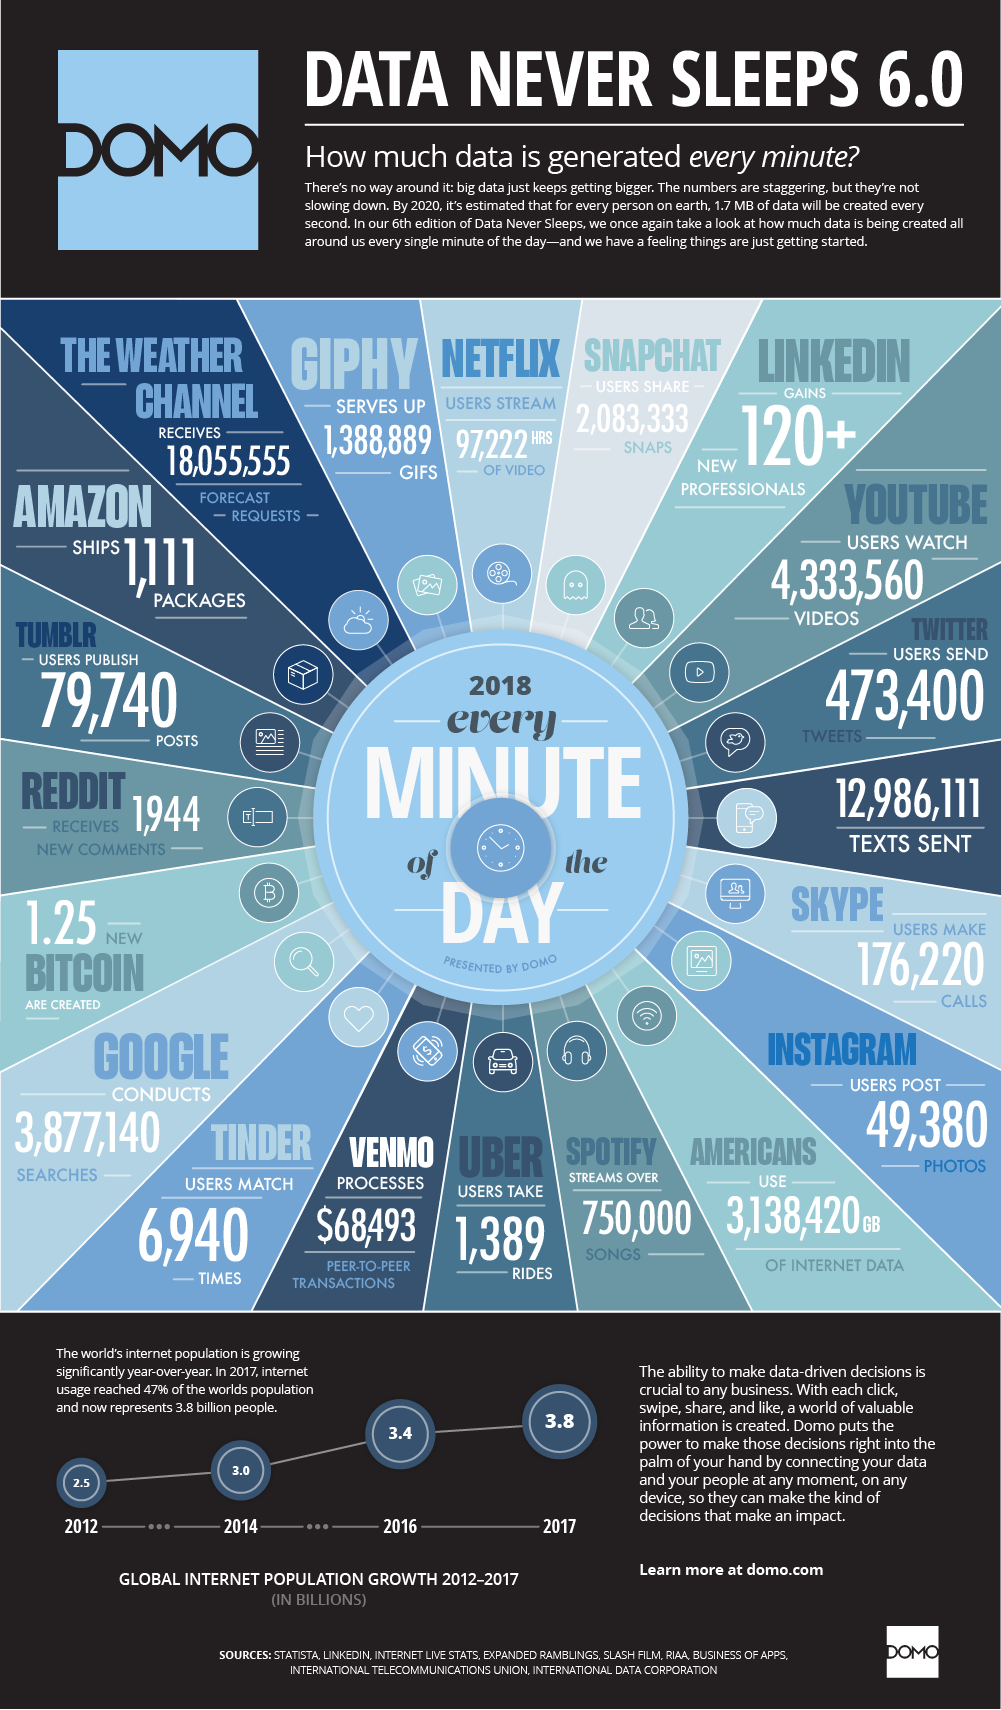 DOMO
DATA NEVER SLEEPS 6.0
How much data is generated every minute?
There's no way around it: big data just keeps getting bigger. The numbers are staggering, but they're not
slowing down. By 2020, it's estimated that for every person on earth, 1.7 MB of data will be created every
second. In our 6th edition of Data Never Sleeps, we once again take a look at how much data is being created all
around us every single minute of the day—and we have a feeling things are just getting started.
THE WEATHER
CHANNEL
RECEIVES
18,055,555
FORECAST
REQUESTS
GIPHY
SERVES UP
1,388,889
GIFS
NETFLIX
USERS STREAM
97,222 HRS
OF VIDEO
SNAPCHAT
USERS SHARE
2,083,333
SNAPS
LINKEDIN
GAINS
120+
NEW
PROFESSIONALS
YOUTUBE
USERS WATCH
4,333,560
VIDEOS
TWITTER
USERS SEND
473,400
TWEETS
12,986,111
TEXTS SENT
SKYPE
USERS MAKE
176,220
CALLS
INSTAGRAM
USERS POST
49,380
PHOTOS
AMERICANS
USE
3,138,420 GB
OF INTERNET DATA
SPOTIFY
STREAMS OVER
750,000
SONGS
UBER
USERS TAKE
1,389
RIDES
VENMO
PROCESSES
$68,493
PEER-TO-PEER
TRANSACTIONS
TINDER
USERS MATCH
6,940
TIMES
GOOGLE
CONDUCTS
3,877,140
SEARCHES
1.25 NEW
BITCOIN
ARE CREATED
REDDIT
RECEIVES 1944
NEW COMMENTS
TUMBLR
USERS PUBLISH
79,740
POSTS
AMAZON
SHIPS 1,111
PACKAGES
2018
every
MINUTE
of the
DAY
PRESENTED BY DOMO
The world's internet population is growing
significantly year-over-year. In 2017, internet
usage reached 47% of the worlds population
and now represents 3.8 billion people.
2.5
3.0
3.4
3.8
2012
2014
2016
2017
GLOBAL INTERNET POPULATION GROWTH 2012–2017
(IN BILLIONS)
The ability to make data-driven decisions is
crucial to any business. With each click,
swipe, share, and like, a world of valuable
information is created. Domo puts the
power to make those decisions right into the
palm of your hand by connecting your data
and your people at any moment, on any
device, so they can make the kind of
decisions that make an impact.
Learn more at domo.com
SOURCES: STATISTA, LINKEDIN, INTERNET LIVE STATS, EXPANDED RAMBLINGS, SLASH FILM, RIAA, BUSINESS OF APPS,
INTERNATIONAL TELECOMMUNICATIONS UNION, INTERNATIONAL DATA CORPORATION
DOMO